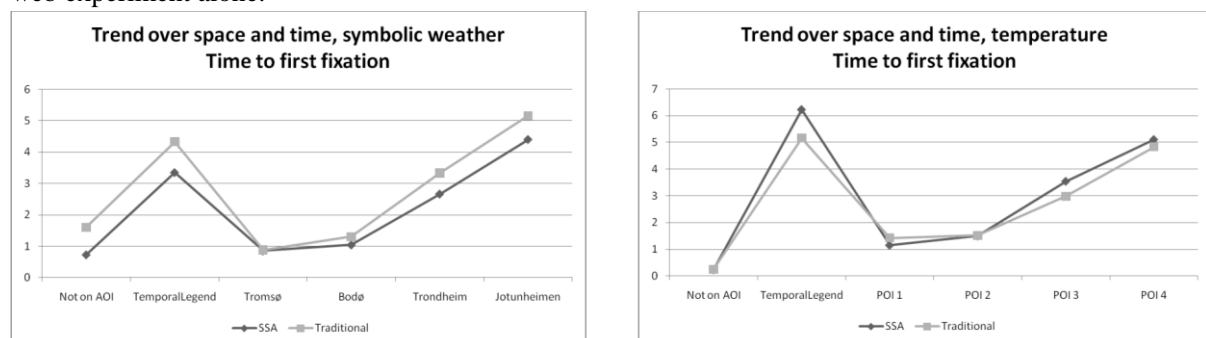 web experiment alone.
Trend over space and time, symbolic weather
Time to first fixation
6
5
4
3
2
1
0
Not on AOI TemporalLegend Tromsø Bodø Trondheim Jotunheimen
SSA Traditional
Trend over space and time, temperature
Time to first fixation
7
6
5
4
3
2
1
0
Not on AOI TemporalLegend POI 1 POI 2 POI 3 POI 4
SSA Traditional